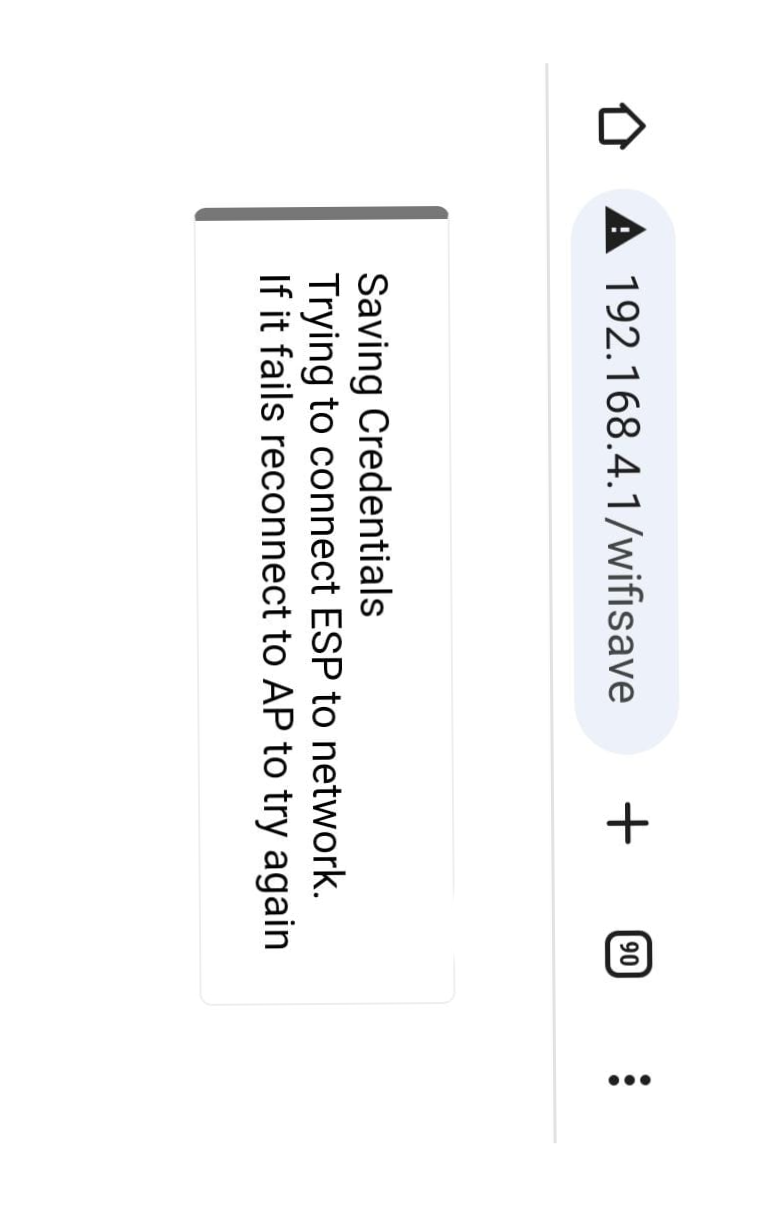 192.168.4.1/wifisave
90
Saving Credentials
Trying to connect ESP to network.
If it fails reconnect to AP to try again